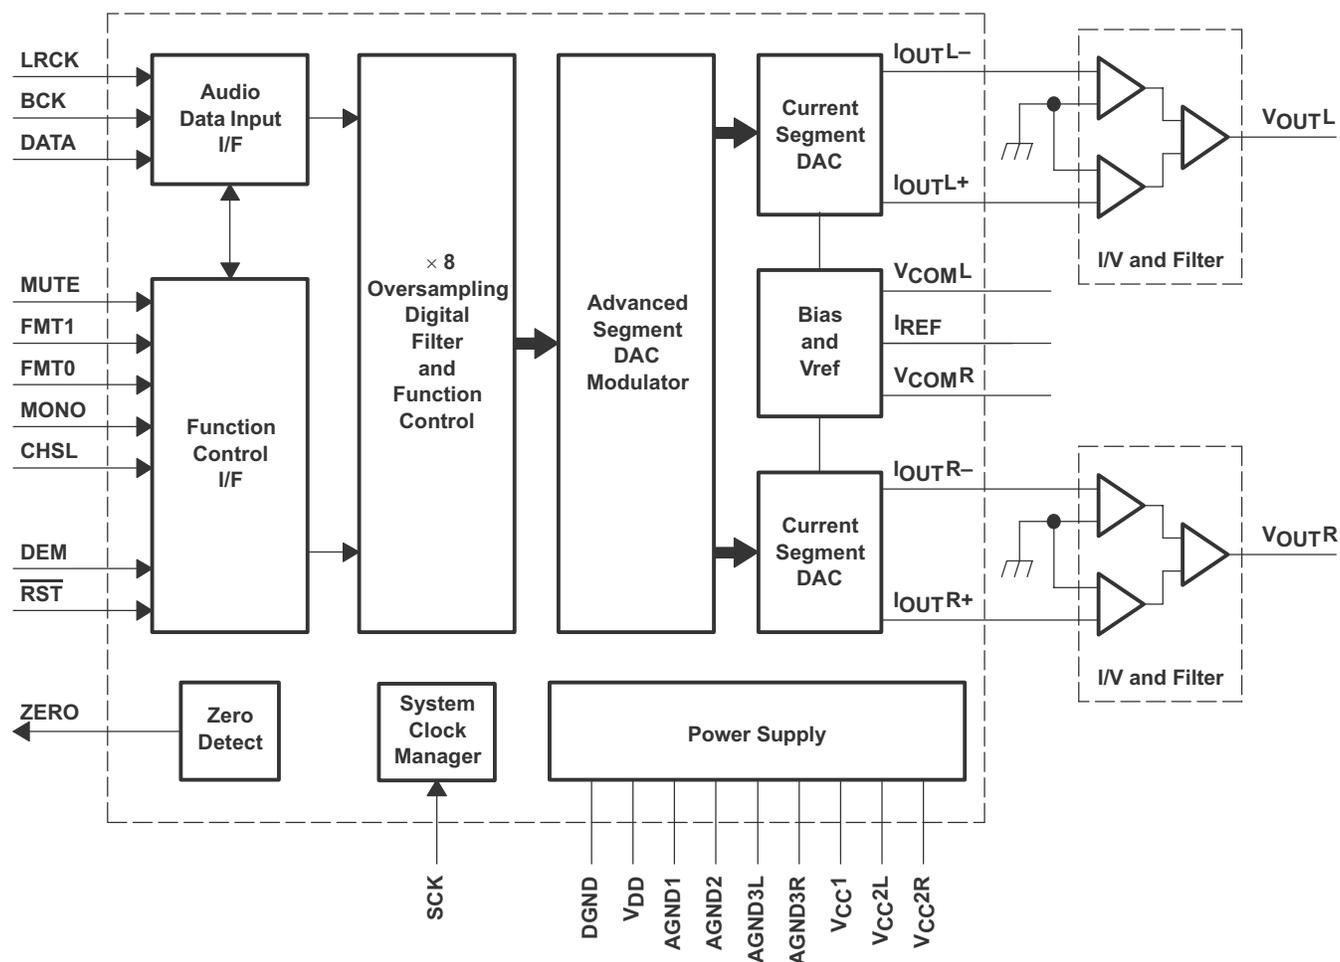 LRCK
BCK
DATA
Audio
Data Input
I/F
MUTE
FMT1
FMT0
MONO
CHSL
DEM
RST
Function
Control
I/F
× 8
Oversampling
Digital
Filter
and
Function
Control
Advanced
Segment
DAC
Modulator
Current
Segment
DAC
IOUTL–
IOUTL+
Bias
and
Vref
VCOML
IREF
VCOMR
Current
Segment
DAC
IOUTR–
IOUTR+
VOUTL
I/V and Filter
VOUTR
I/V and Filter
ZERO
Zero
Detect
System
Clock
Manager
Power Supply
SCK
DGND
VDD
AGND1
AGND2
AGND3L
AGND3R
VCC1
VCC2L
VCC2R